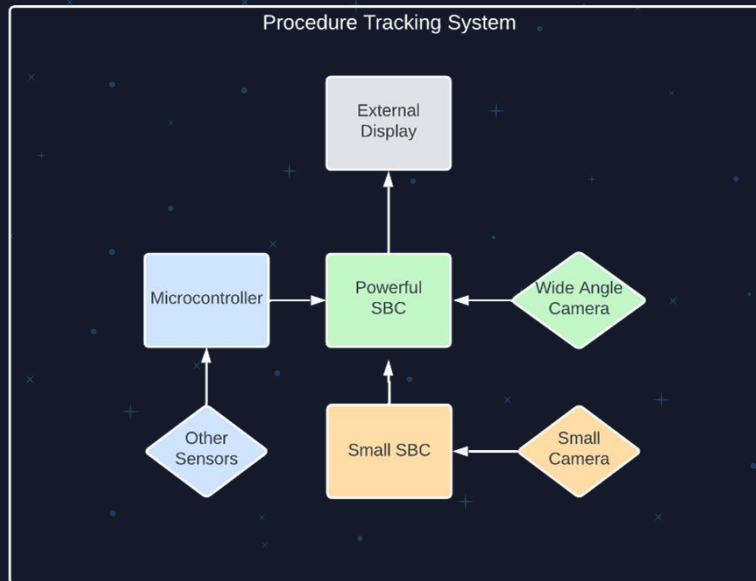 Procedure Tracking System
External
Display
Microcontroller
Powerful
SBC
Wide Angle
Camera
Other
Sensors
Small SBC
Small
Camera